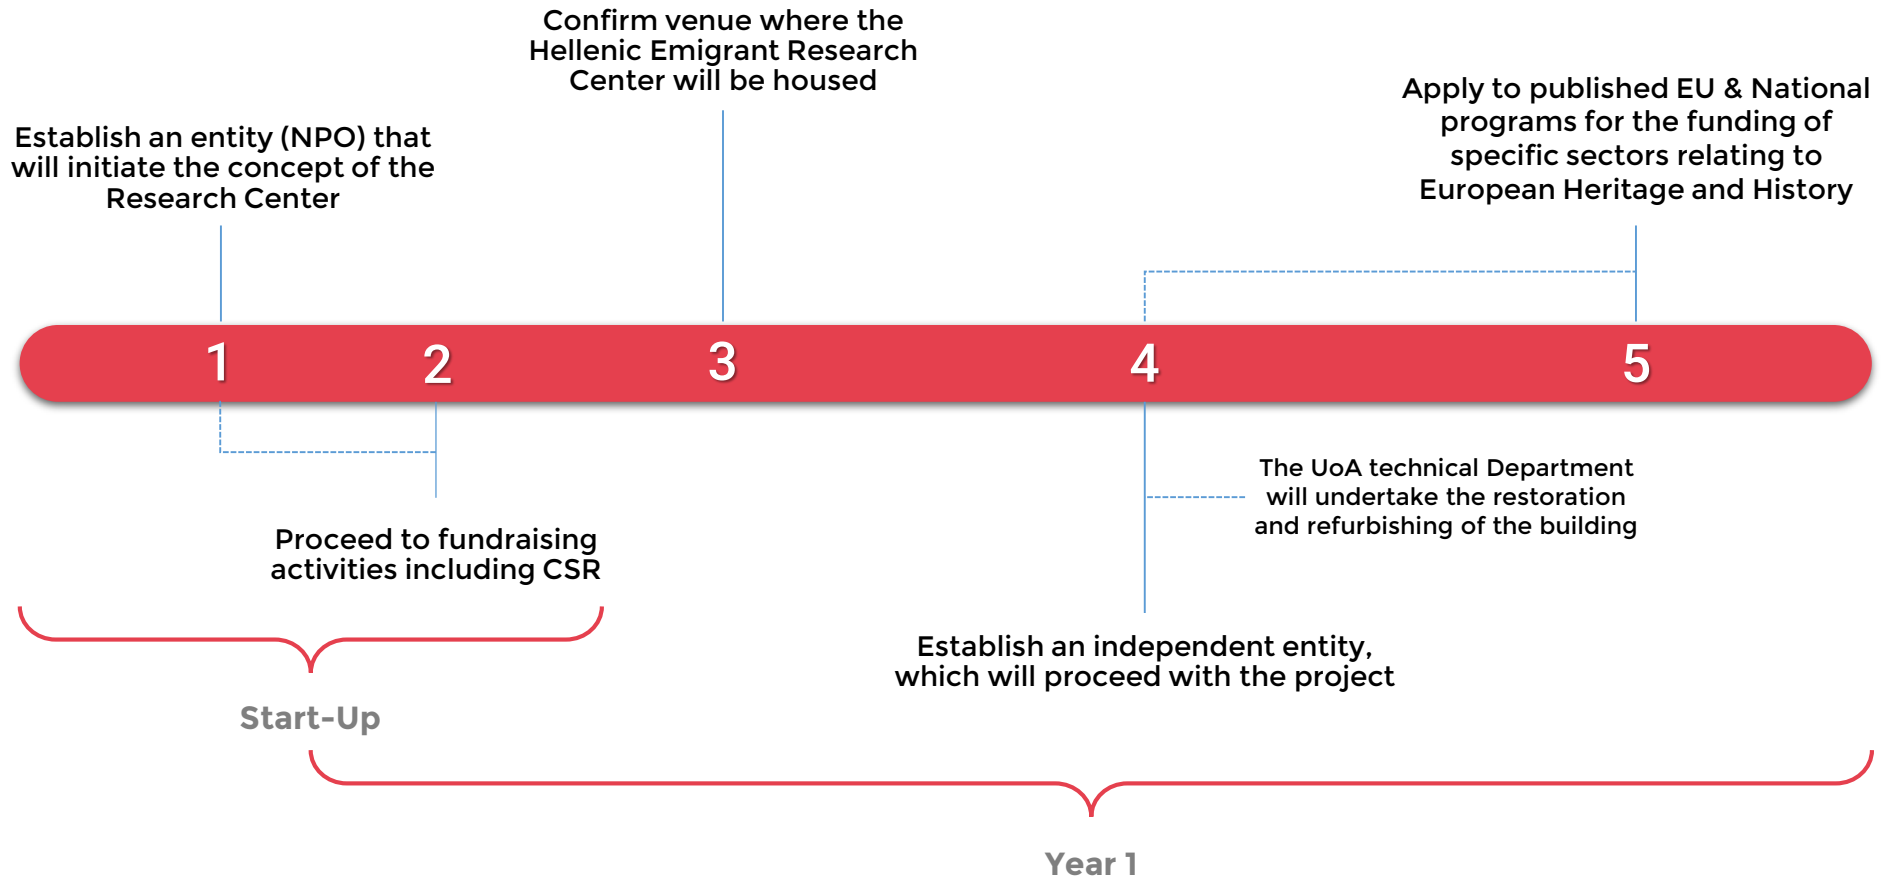 Confirm venue where the
Hellenic Emigrant Research
Center will be housed
Apply to published EU & National
programs for the funding of
specific sectors relating to
European Heritage and History
Establish an entity (NPO) that
will initiate the concept of the
Research Center
1
2
3
4
5
The UoA technical Department
will undertake the restoration
and refurbishing of the building
Proceed to fundraising
activities including CSR
Establish an independent entity,
which will proceed with the project
Start-Up
Year 1